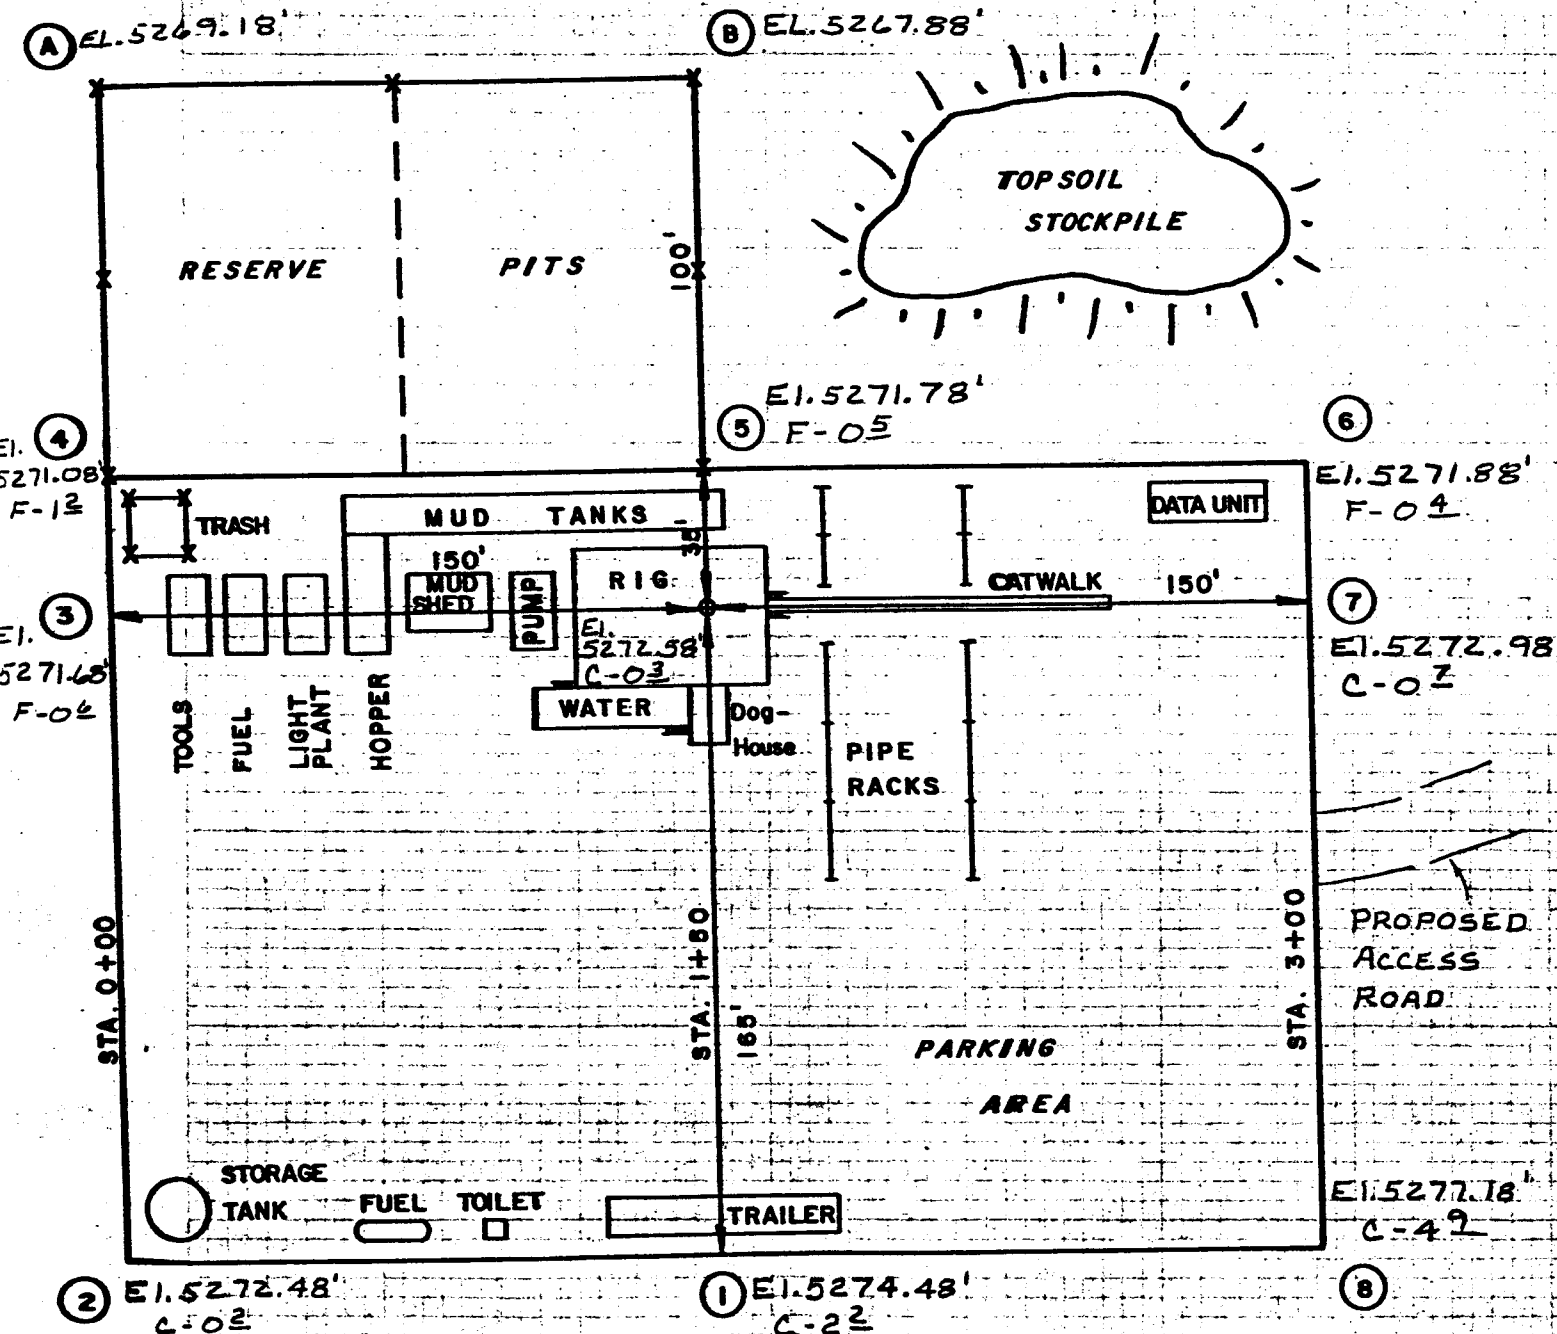 A EL.5269.18'
B EL.5267.88'
TOPSOIL
STOCKPILE
RESERVE PITS
100'
4 El.
5271.08'
F-1 2
5 El.5271.78'
F-0 5
6
El.5271.88'
F-0 4
TRASH
MUD TANKS
35'
DATA UNIT
150'
MUD
SHED
PUMP
RIG
CATWALK 150'
3 El.
5271.68'
F-0 6
El.
5272.58'
C-0 3
7
El.5272.98
C-0 7
TOOLS
FUEL
LIGHT
PLANT
HOPPER
WATER
Dog-
House
PIPE
RACKS
STA. 0+00
STA. 1+50
165'
STA. 3+00
PROPOSED
ACCESS
ROAD
PARKING
AREA
STORAGE
TANK
FUEL
TOILET
TRAILER
El.5277.18'
C-4 9
2 El.5272.48'
C-0 2
1 El.5274.48'
C-2 2
8